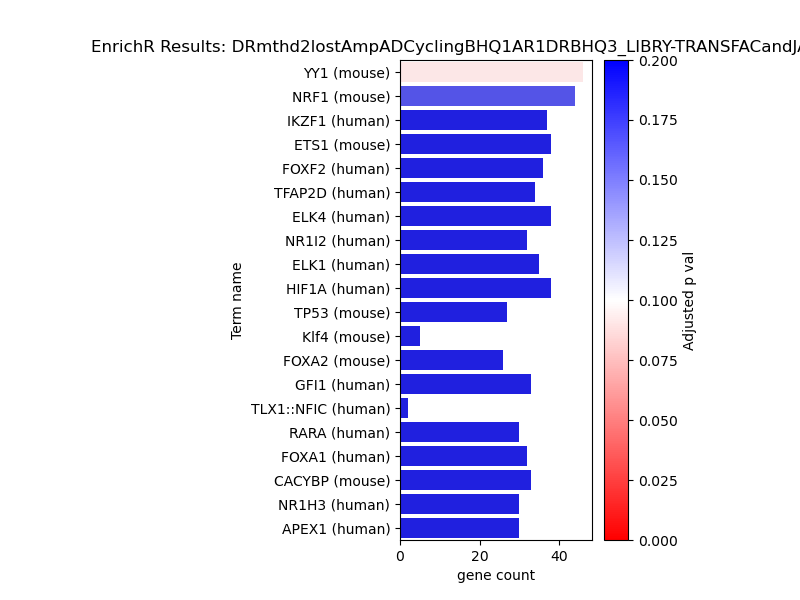 EnrichR Results: DRmthd2lostAmpADCyclingBHQ1AR1DRBHQ3_LIBRY-TRANSFACandJA
YY1 (mouse)
NRF1 (mouse)
IKZF1 (human)
ETS1 (mouse)
FOXF2 (human)
TFAP2D (human)
ELK4 (human)
NR1I2 (human)
ELK1 (human)
HIF1A (human)
TP53 (mouse)
Klf4 (mouse)
FOXA2 (mouse)
GFI1 (human)
TLX1::NFIC (human)
RARA (human)
FOXA1 (human)
CACYBP (mouse)
NR1H3 (human)
APEX1 (human)
Term name
0 20 40
gene count
0.200
0.175
0.150
0.125
0.100
0.075
0.050
0.025
0.000
Adjusted p val